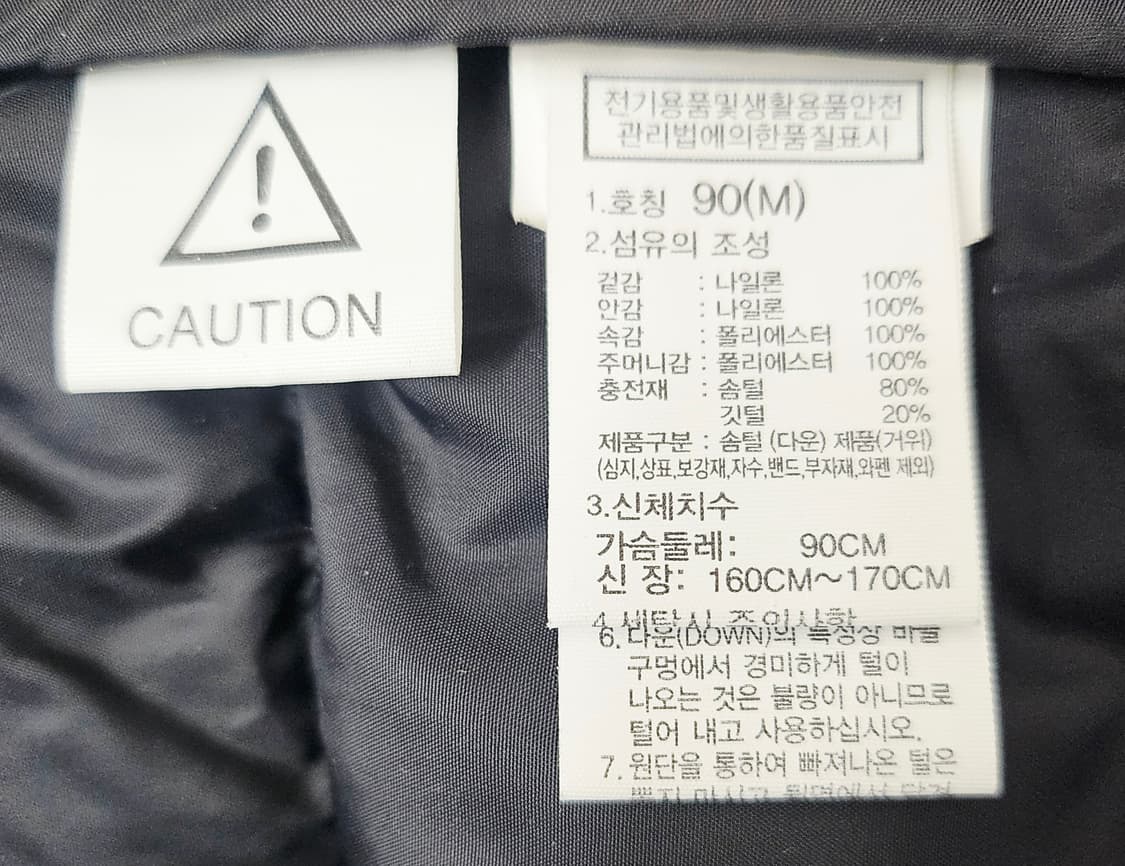 CAUTION
전기용품및생활용품안전
관리법에의한품질표시
1.호칭 90(M)
2.섬유의 조성
겉감 : 나일론 100%
안감 : 나일론 100%
속감 : 폴리에스터 100%
주머니감 : 폴리에스터 100%
충전재 : 솜털 80%
깃털 20%
제품구분 : 솜털 (다운) 제품(거위)
(심지,상표,보강재,자수,밴드,부자재,와펜 제외)
3.신체치수
가슴둘레: 90CM
신 장: 160CM~170CM
4.세탁시 주의사항
6. 다운(DOWN)의 특성상 바늘
구멍에서 경미하게 털이
나오는 것은 불량이 아니므로
털어 내고 사용하십시오.
7. 원단을 통하여 빠져나온 털은